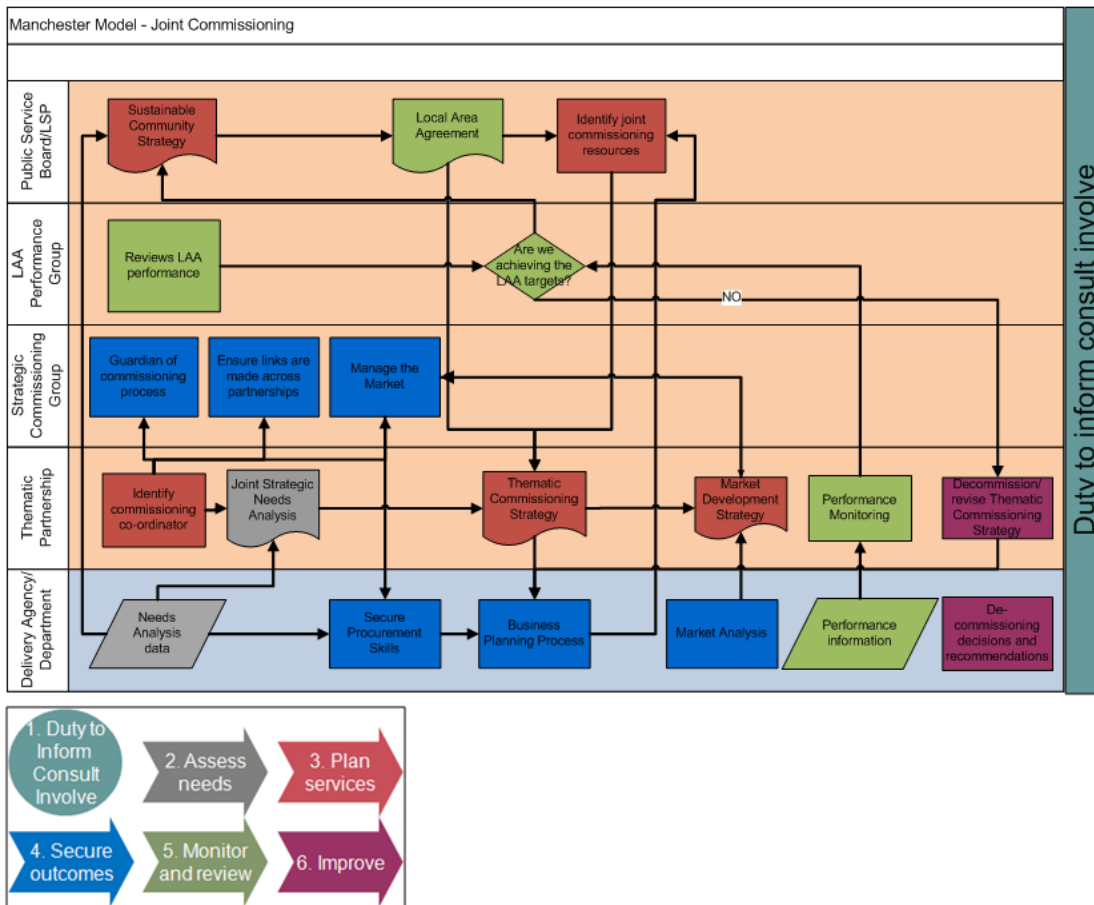 Manchester Model - Joint Commissioning
Public Service
Board/LSP
Sustainable
Community
Strategy
Local Area
Agreement
Identify joint
commissioning
resources
LAA
Performance
Group
Reviews LAA
performance
Are we
achieving the
LAA targets?
NO
Strategic
Commissioning
Group
Guardian of
commissioning
process
Ensure links are
made across
partnerships
Manage the
Market
Thematic
Partnership
Identify
commissioning
co-ordinator
Joint Strategic
Needs
Analysis
Thematic
Commissioning
Strategy
Market
Development
Strategy
Performance
Monitoring
Decommission/
revise Thematic
Commissioning
Strategy
Delivery Agency/
Department
Needs
Analysis
data
Secure
Procurement
Skills
Business
Planning Process
Market Analysis
Performance
information
De-
commissioning
decisions and
recommendations
Duty to inform consult involve
1. Duty to
Inform
Consult
Involve
2. Assess
needs
3. Plan
services
4. Secure
outcomes
5. Monitor
and review
6. Improve